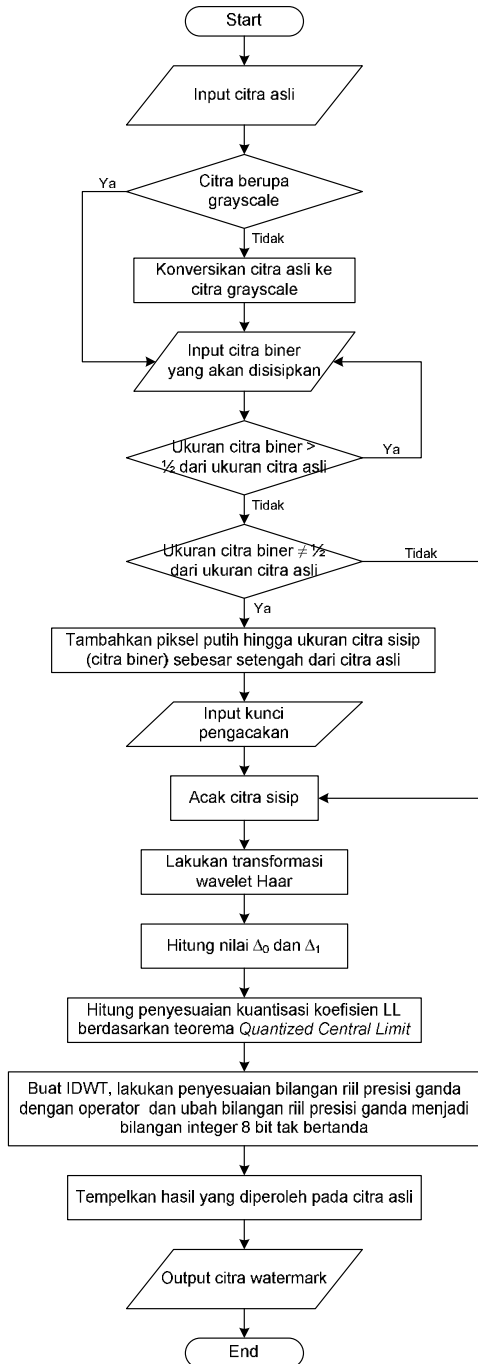 Start
Input citra asli
Citra berupa
grayscale
Ya
Tidak
Konversikan citra asli ke
citra grayscale
Input citra biner
yang akan disisipkan
Ukuran citra biner >
½ dari ukuran citra asli
Ya
Tidak
Ukuran citra biner ≠ ½
dari ukuran citra asli
Tidak
Ya
Tambahkan piksel putih hingga ukuran citra sisip
(citra biner) sebesar setengah dari citra asli
Input kunci
pengacakan
Acak citra sisip
Lakukan transformasi
wavelet Haar
Hitung nilai Δ₀ dan Δ₁
Hitung penyesuaian kuantisasi koefisien LL
berdasarkan teorema Quantized Central Limit
Buat IDWT, lakukan penyesuaian bilangan riil presisi ganda
dengan operator dan ubah bilangan riil presisi ganda menjadi
bilangan integer 8 bit tak bertanda
Tempelkan hasil yang diperoleh pada citra asli
Output citra watermark
End